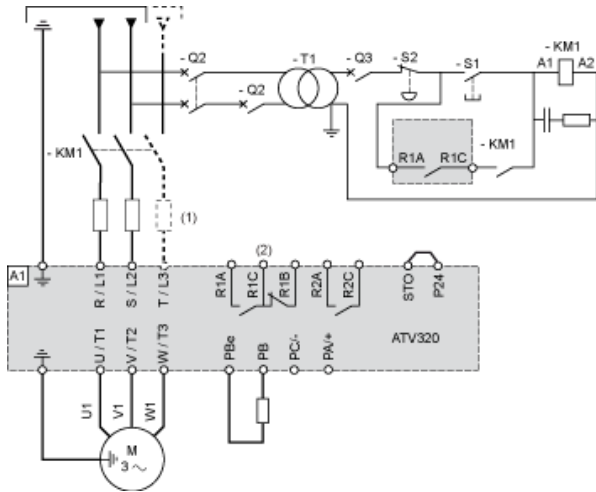 - Q2
- T1
- Q3
- S2
- S1
- KM1
A1
A2
- Q2
- KM1
R1A
R1C
- KM1
(1)
(2)
A1
R / L1
S / L2
T / L3
R1A
R1C
R1B
R2A
R2C
STO
P24
ATV320
U / T1
V / T2
W / T3
PBe
PB
PC/-
PA/+
U1
V1
W1
M
3 ~